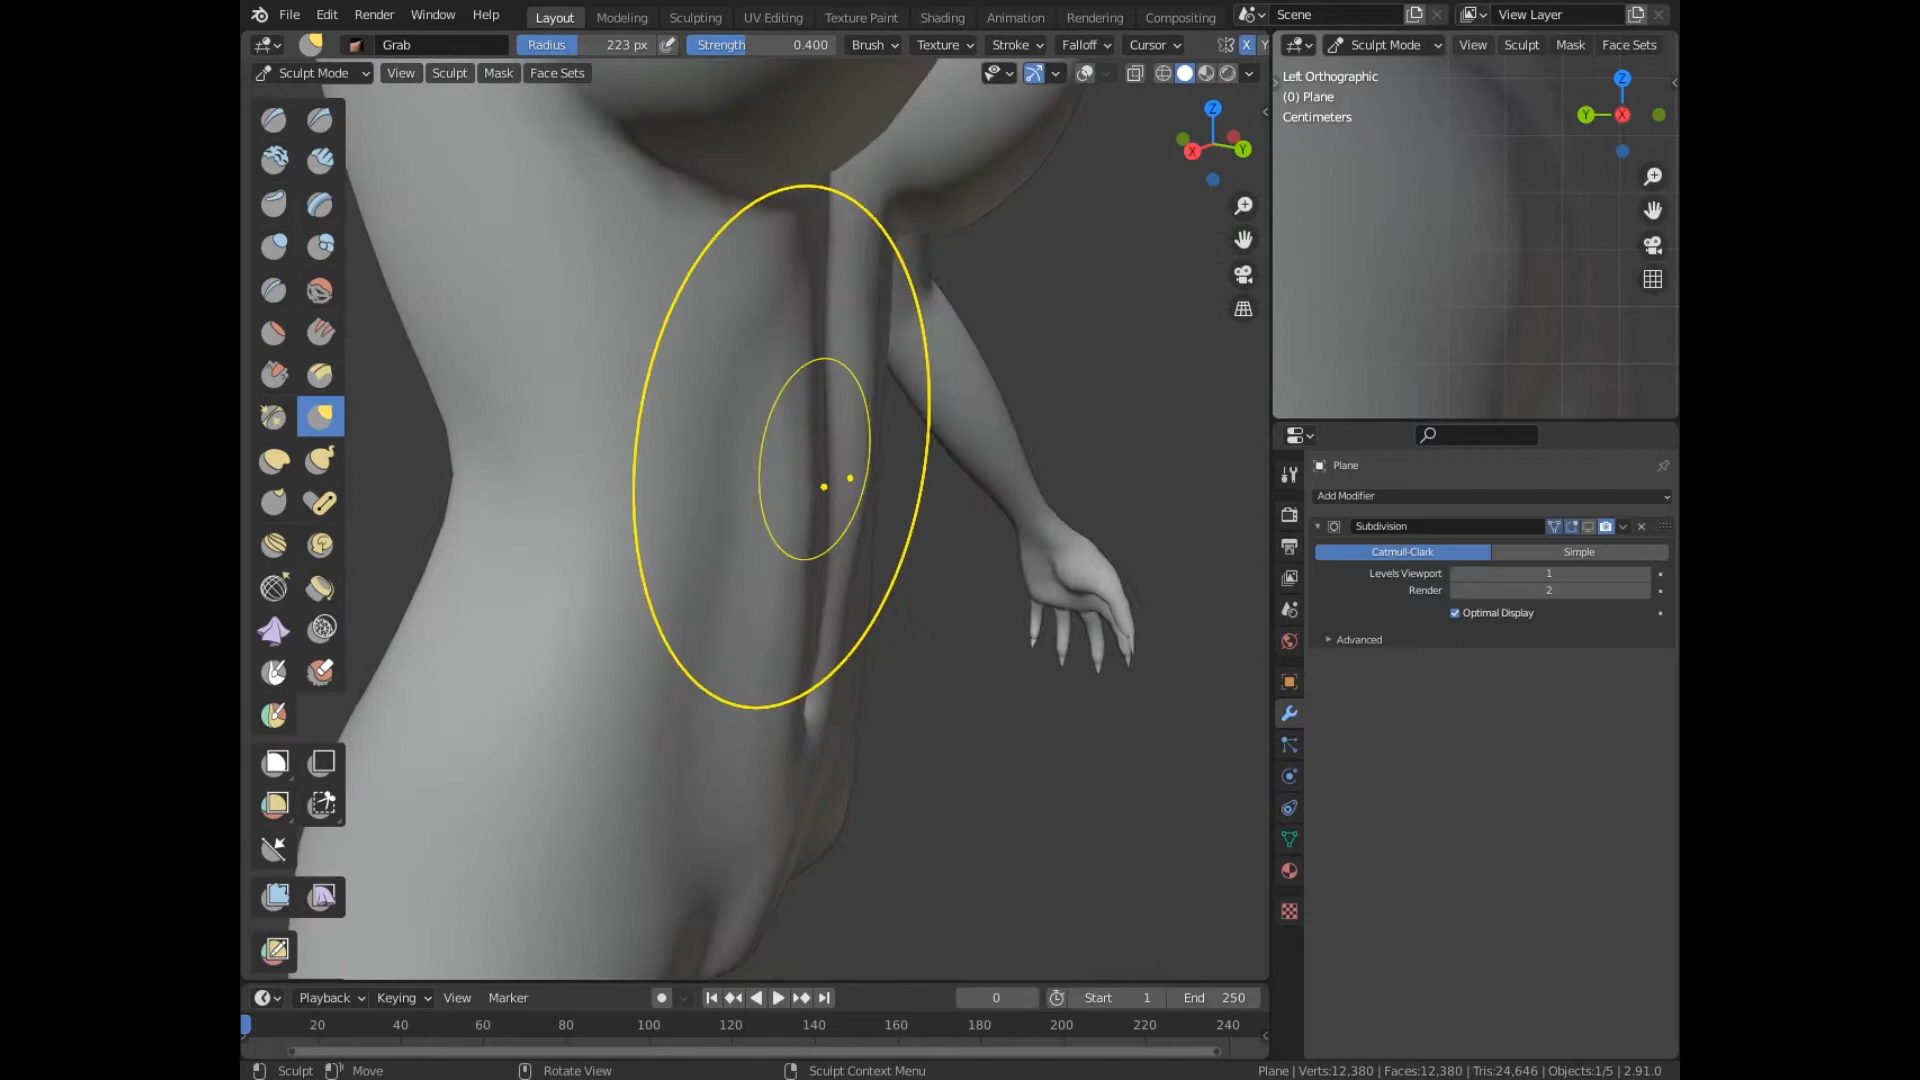 File Edit Render Window Help Layout Modeling Sculpting UV Editing Texture Paint Shading Animation Rendering Compositing Scene View Layer
Grab Radius 223 px Strength 0.400 Brush Texture Stroke Falloff Cursor X Y
Sculpt Mode View Sculpt Mask Face Sets
Sculpt Mode View Sculpt Mask Face Sets
Left Orthographic
(0) Plane
Centimeters
Z
X
Y
Z
Y
X
Plane
Add Modifier
Subdivision
Catmull-Clark Simple
Levels Viewport 1
Render 2
Optimal Display
Advanced
Playback Keying View Marker 0 Start 1 End 250
20 40 60 80 100 120 140 160 180 200 220 240
Sculpt Move Rotate View Sculpt Context Menu Plane | Verts:12,380 | Faces:12,380 | Tris:24,646 | Objects:1/5 | 2.91.0